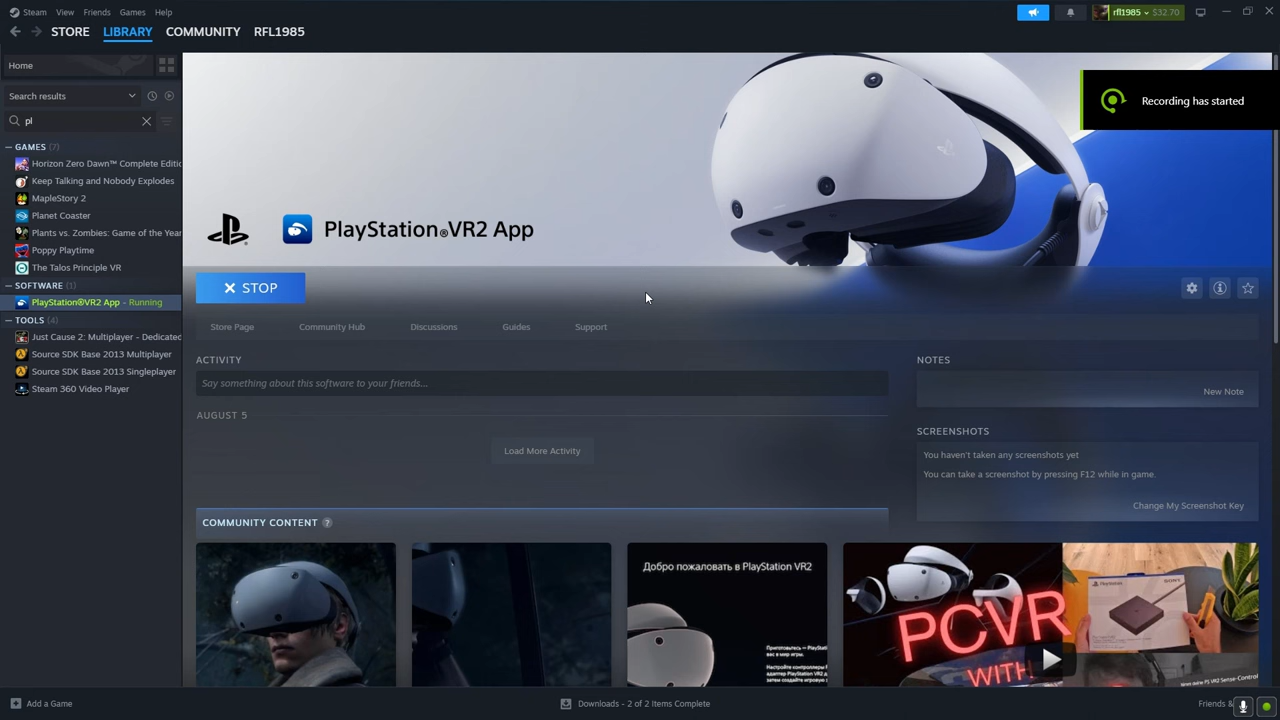 Steam View Friends Games Help
rfl1985 $32.70
STORE LIBRARY COMMUNITY RFL1985
Home
Recording has started
Search results
pl
GAMES (7)
Horizon Zero Dawn™ Complete Editic
Keep Talking and Nobody Explodes
MapleStory 2
Planet Coaster
Plants vs. Zombies: Game of the Year
Poppy Playtime
The Talos Principle VR
SOFTWARE (1)
PlayStation®VR2 App - Running
TOOLS (4)
Just Cause 2: Multiplayer - Dedicated
Source SDK Base 2013 Multiplayer
Source SDK Base 2013 Singleplayer
Steam 360 Video Player
PlayStation®VR2 App
STOP
Store Page Community Hub Discussions Guides Support
ACTIVITY
Say something about this software to your friends...
AUGUST 5
Load More Activity
NOTES
New Note
SCREENSHOTS
You haven't taken any screenshots yet
You can take a screenshot by pressing F12 while in game.
Change My Screenshot Key
COMMUNITY CONTENT ?
Добро пожаловать в PlayStation VR2
PCVR
WITH
PlayStation
SONY
Add a Game
Downloads - 2 of 2 Items Complete
Friends &